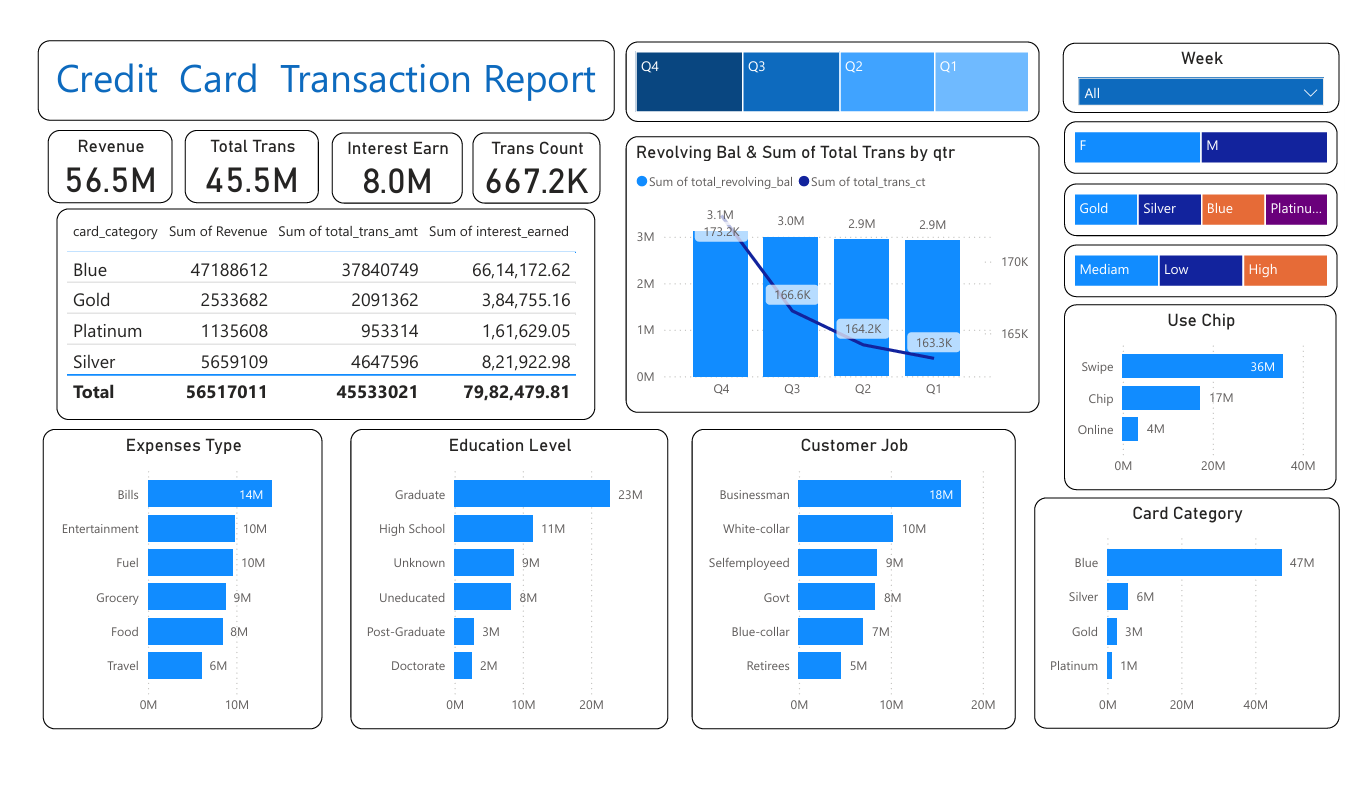 Credit Card Transaction Report
Q4 Q3 Q2 Q1
Week
All
F M
Gold Silver Blue Platinu...
Mediam Low High
Revenue
56.5M
Total Trans
45.5M
Interest Earn
8.0M
Trans Count
667.2K
card_category Sum of Revenue Sum of total_trans_amt Sum of interest_earned
Blue 47188612 37840749 66,14,172.62
Gold 2533682 2091362 3,84,755.16
Platinum 1135608 953314 1,61,629.05
Silver 5659109 4647596 8,21,922.98
Total 56517011 45533021 79,82,479.81
Revolving Bal & Sum of Total Trans by qtr
Sum of total_revolving_bal Sum of total_trans_ct
3.1M 3.0M 2.9M 2.9M
173.2K 166.6K 164.2K 163.3K
3M
2M
1M
0M
170K
165K
Q4 Q3 Q2 Q1
Use Chip
Swipe 36M
Chip 17M
Online 4M
0M 20M 40M
Expenses Type
Bills 14M
Entertainment 10M
Fuel 10M
Grocery 9M
Food 8M
Travel 6M
0M 10M
Education Level
Graduate 23M
High School 11M
Unknown 9M
Uneducated 8M
Post-Graduate 3M
Doctorate 2M
0M 10M 20M
Customer Job
Businessman 18M
White-collar 10M
Selfemployeed 9M
Govt 8M
Blue-collar 7M
Retirees 5M
0M 10M 20M
Card Category
Blue 47M
Silver 6M
Gold 3M
Platinum 1M
0M 20M 40M